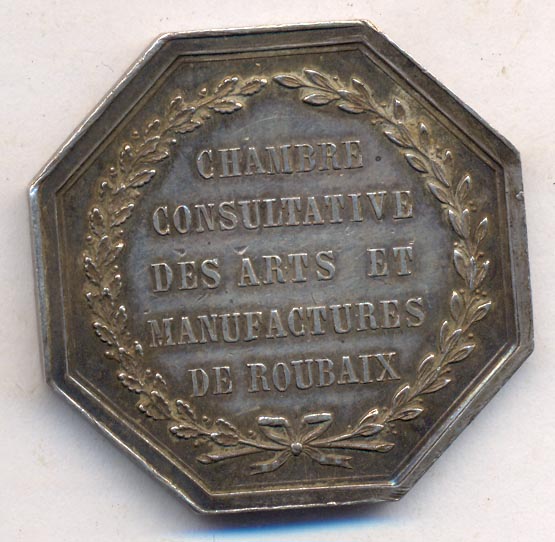 CHAMBRE
CONSULTATIVE
DES ARTS ET
MANUFACTURES
DE ROUBAIX